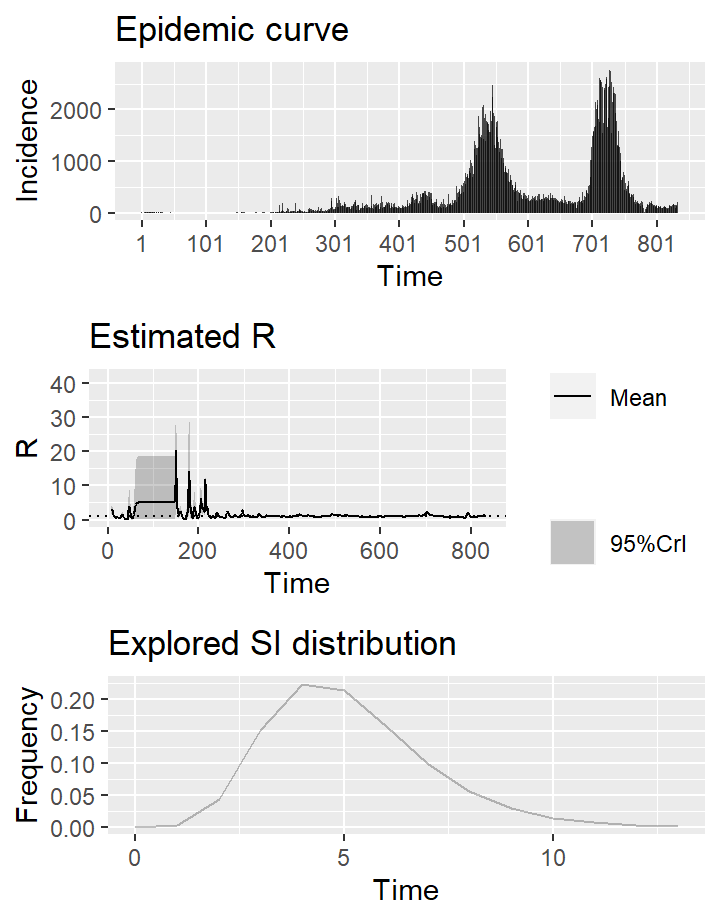 Epidemic curve
Incidence
2000
1000
0
1 101 201 301 401 501 601 701 801
Time
Estimated R
R
40
30
20
10
0
0 200 400 600 800
Time
Mean
95%CrI
Explored SI distribution
Frequency
0.20
0.15
0.10
0.05
0.00
0 5 10
Time